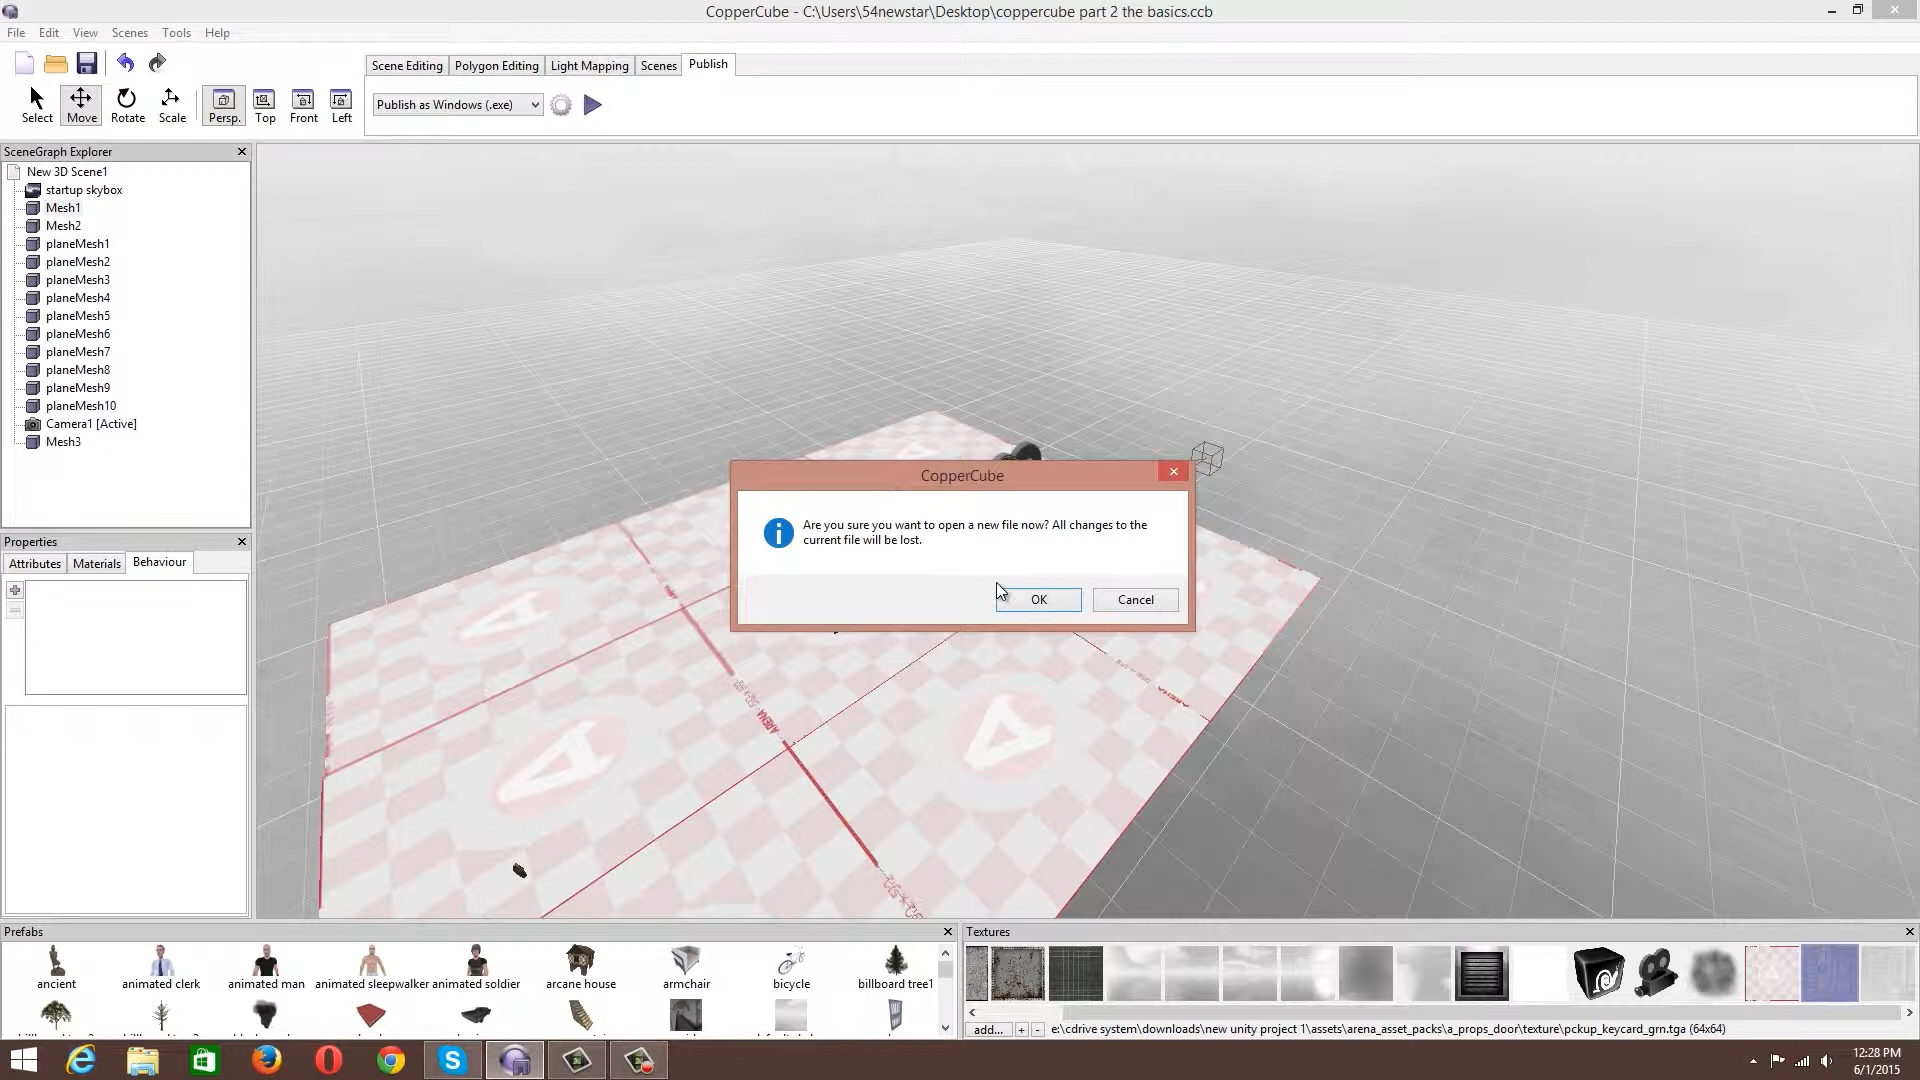 CopperCube - C:\Users\54newstar\Desktop\coppercube part 2 the basics.ccb
File Edit View Scenes Tools Help
Scene Editing Polygon Editing Light Mapping Scenes Publish
Publish as Windows (.exe)
Select Move Rotate Scale Persp. Top Front Left
SceneGraph Explorer
New 3D Scene1
startup skybox
Mesh1
Mesh2
planeMesh1
planeMesh2
planeMesh3
planeMesh4
planeMesh5
planeMesh6
planeMesh7
planeMesh8
planeMesh9
planeMesh10
Camera1 [Active]
Mesh3
CopperCube
Are you sure you want to open a new file now? All changes to the
current file will be lost.
OK Cancel
Properties
Attributes Materials Behaviour
ARENA
ARENA
Prefabs
ancient animated clerk animated man animated sleepwalker animated soldier arcane house armchair bicycle billboard tree1
Textures
add... + - e:\cdrive system\downloads\new unity project 1\assets\arena_asset_packs\a_props_door\texture\pckup_keycard_grn.tga (64x64)
12:28 PM
6/1/2015